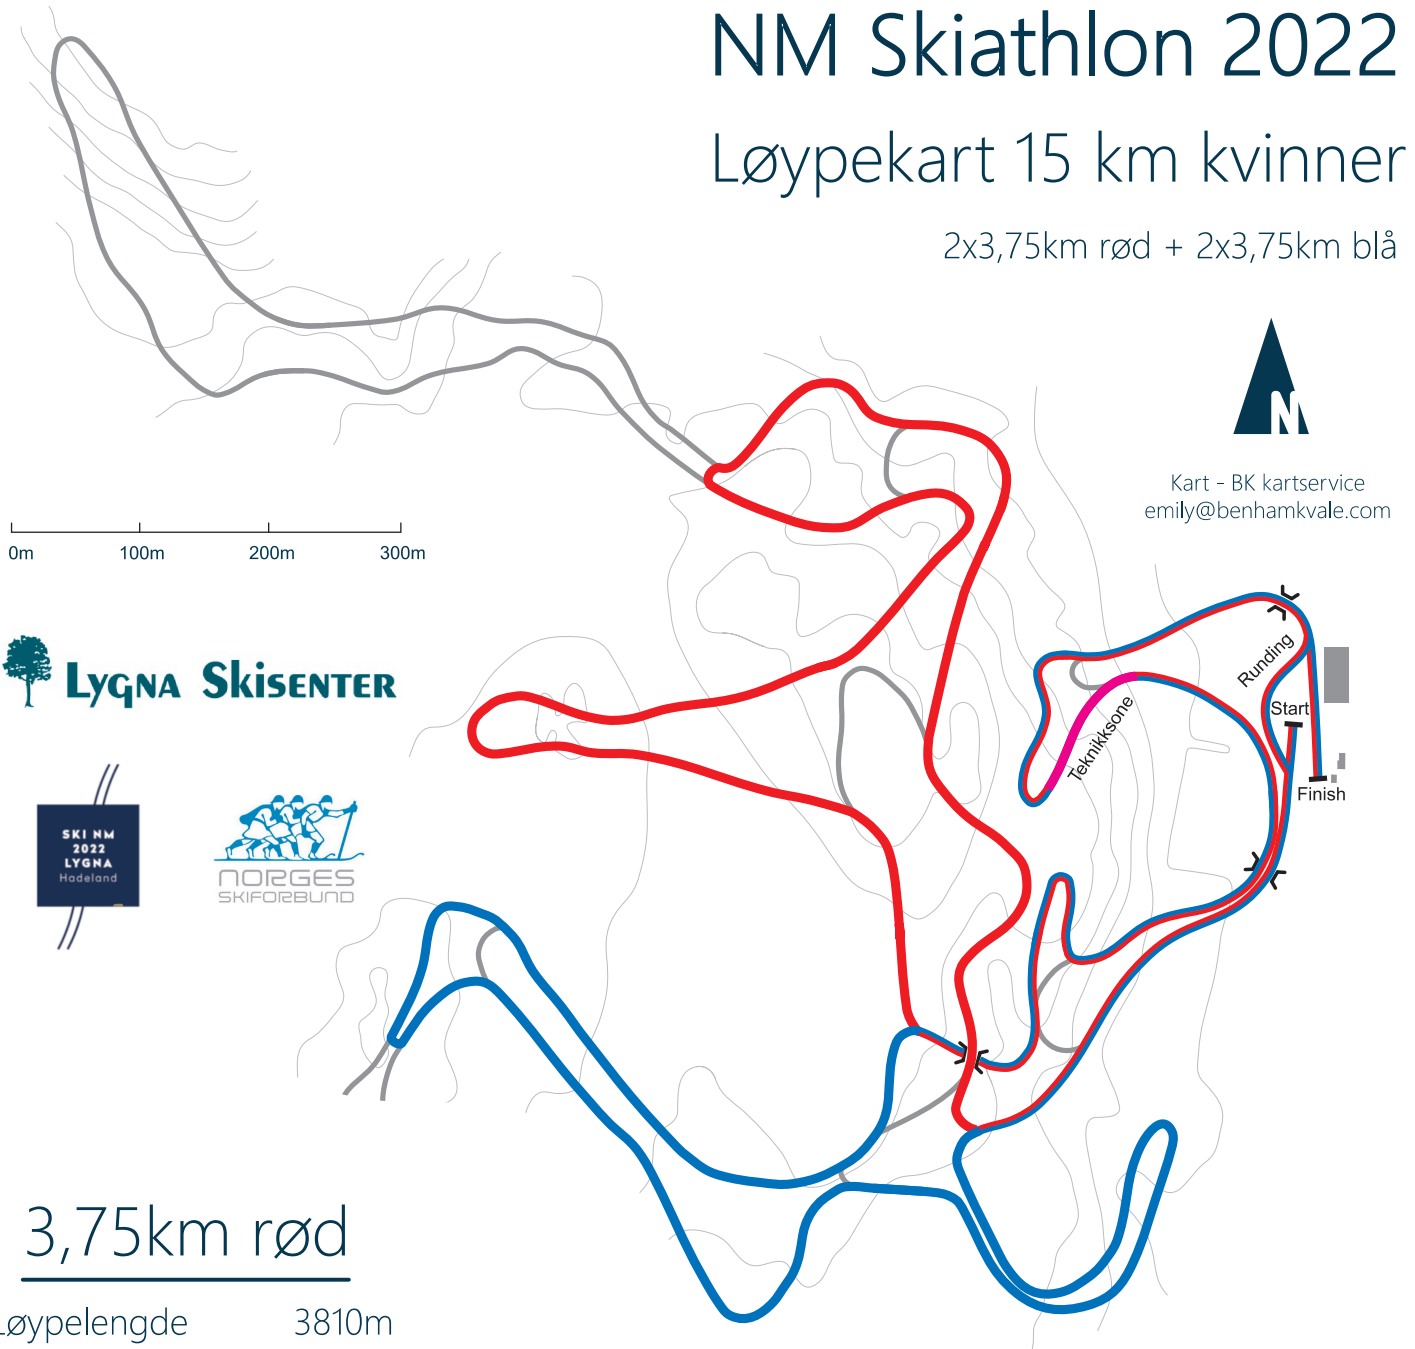 NM Skiathlon 2022
Løypekart 15 km kvinner
2x3,75km rød + 2x3,75km blå
N
Kart - BK kartservice
emily@benhamkvale.com
0m 100m 200m 300m
Lygna Skisenter
SKI NM
2022
LYGNA
Hadeland
NORGES
SKIFORBUND
Runding
Start
Teknikksone
Finish
3,75km rød
Løypelengde 3810m